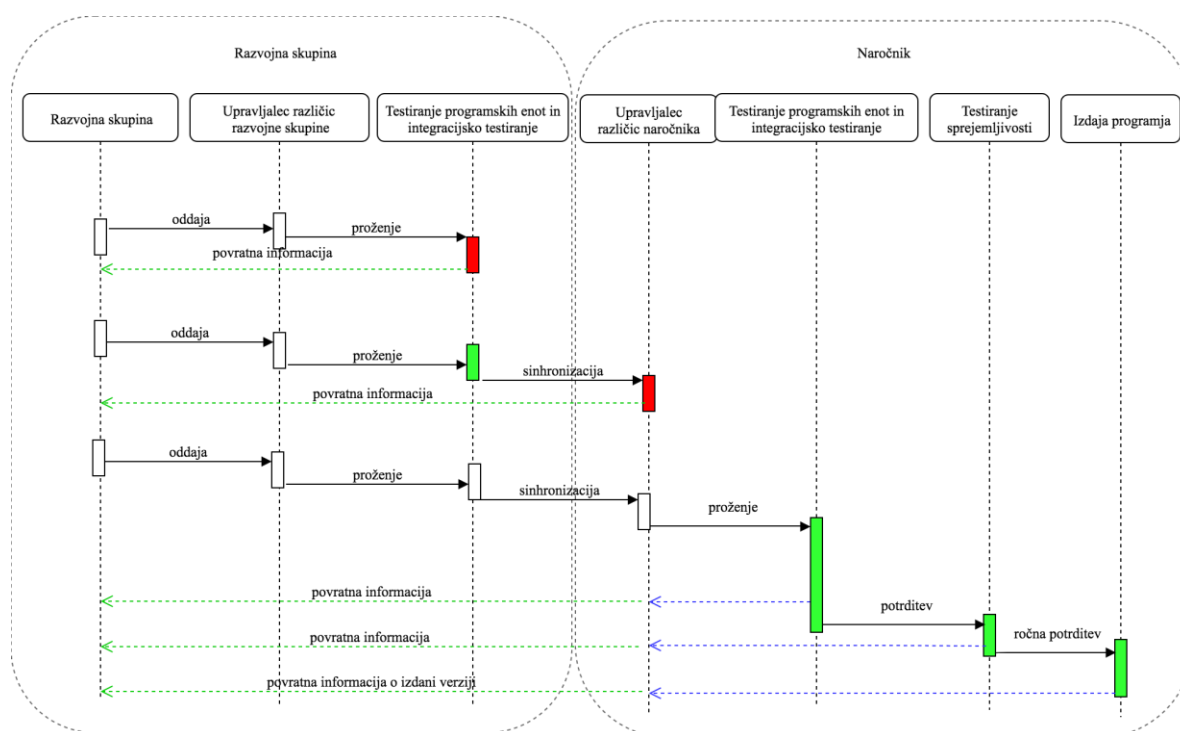 Razvojna skupina
Naročnik
Razvojna skupina
Upravljalec različic
razvojne skupine
Testiranje programskih enot in
integracijsko testiranje
Upravljalec
različic naročnika
Testiranje programskih enot in
integracijsko testiranje
Testiranje
sprejemljivosti
Izdaja programja
oddaja
proženje
povratna informacija
oddaja
proženje
sinhronizacija
povratna informacija
oddaja
proženje
sinhronizacija
proženje
povratna informacija
potrditev
povratna informacija
ročna potrditev
povratna informacija o izdani verziji